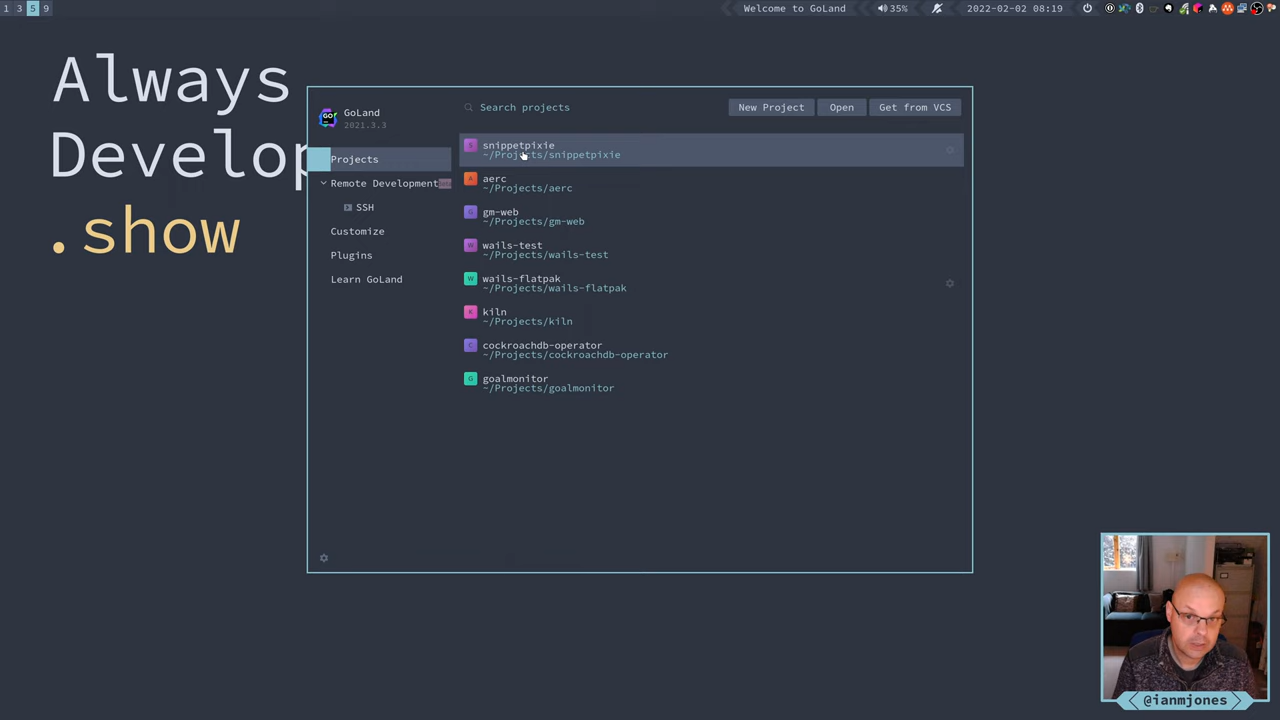 1 3 5 9
Welcome to GoLand
35%
2022-02-02 08:19
Always
Develop
.show
GoLand
2021.3.3
Search projects
New Project
Open
Get from VCS
Projects
Remote Development
SSH
Customize
Plugins
Learn GoLand
snippetpixie
~/Projects/snippetpixie
aerc
~/Projects/aerc
gm-web
~/Projects/gm-web
wails-test
~/Projects/wails-test
wails-flatpak
~/Projects/wails-flatpak
kiln
~/Projects/kiln
cockroachdb-operator
~/Projects/cockroachdb-operator
goalmonitor
~/Projects/goalmonitor
@ianmjones